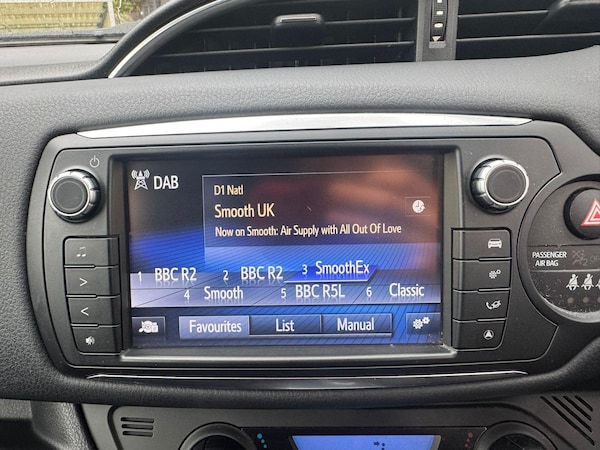 DAB
D1 Natl
Smooth UK
Now on Smooth: Air Supply with All Out Of Love
1 BBC R2 2 BBC R2 3 SmoothEx
4 Smooth 5 BBC R5L 6 Classic
Favourites List Manual
PASSENGER
AIR BAG